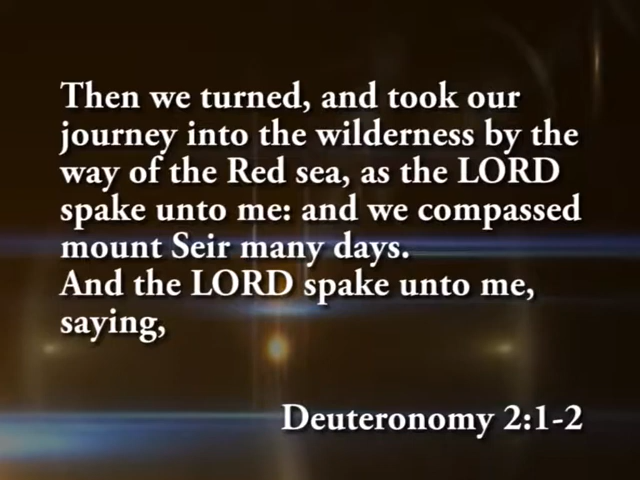 Then we turned, and took our
journey into the wilderness by the
way of the Red sea, as the LORD
spake unto me: and we compassed
mount Seir many days.
And the LORD spake unto me,
saying,
Deuteronomy 2:1-2